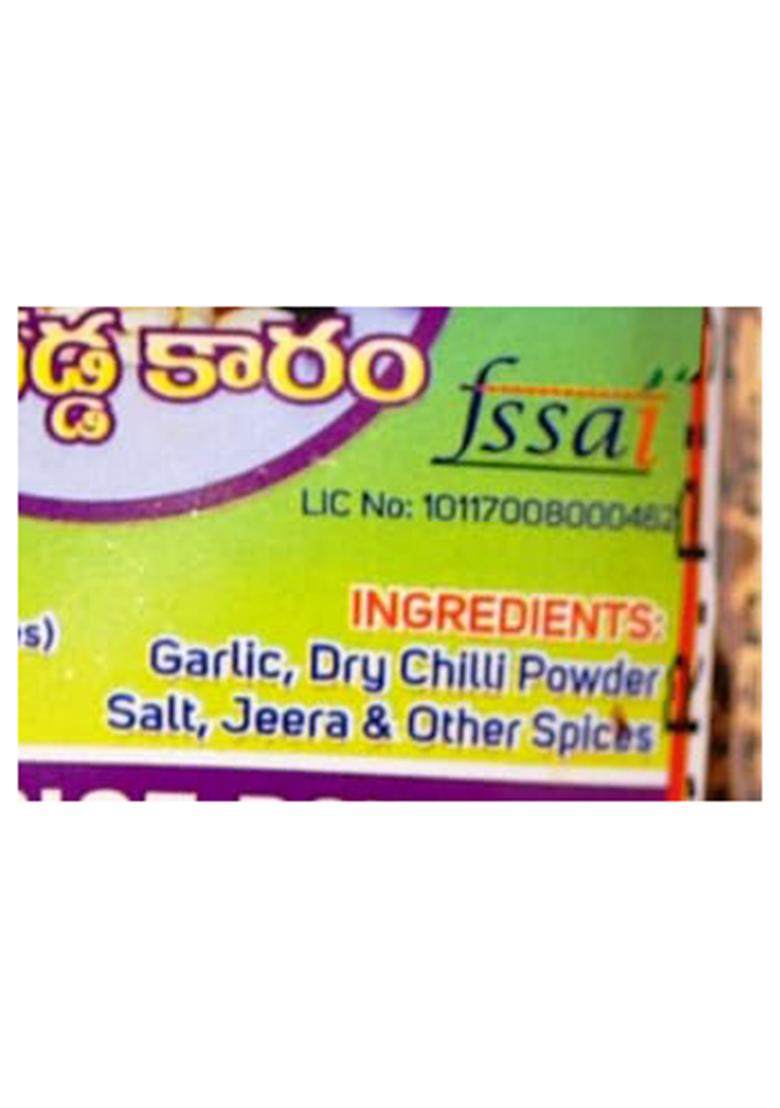 కారం
fssai
LIC No: 10117008000462
INGREDIENTS:
Garlic, Dry Chilli Powder
Salt, Jeera & Other Spices